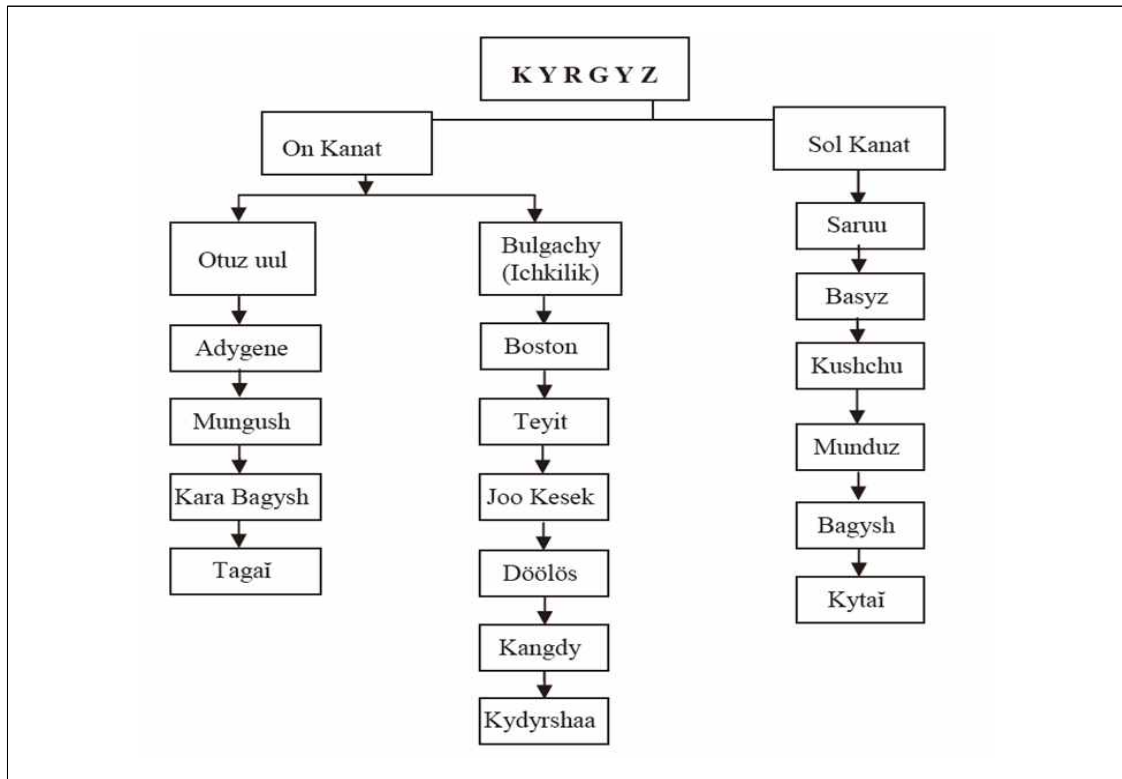 K Y R G Y Z
On Kanat
Sol Kanat
Otuz uul
Bulgachy
(Ichkilik)
Saruu
Adygene
Boston
Basyz
Mungush
Teyit
Kushchu
Kara Bagysh
Joo Kesek
Munduz
Tagaĭ
Döölös
Bagysh
Kangdy
Kytaĭ
Kydyrshaa